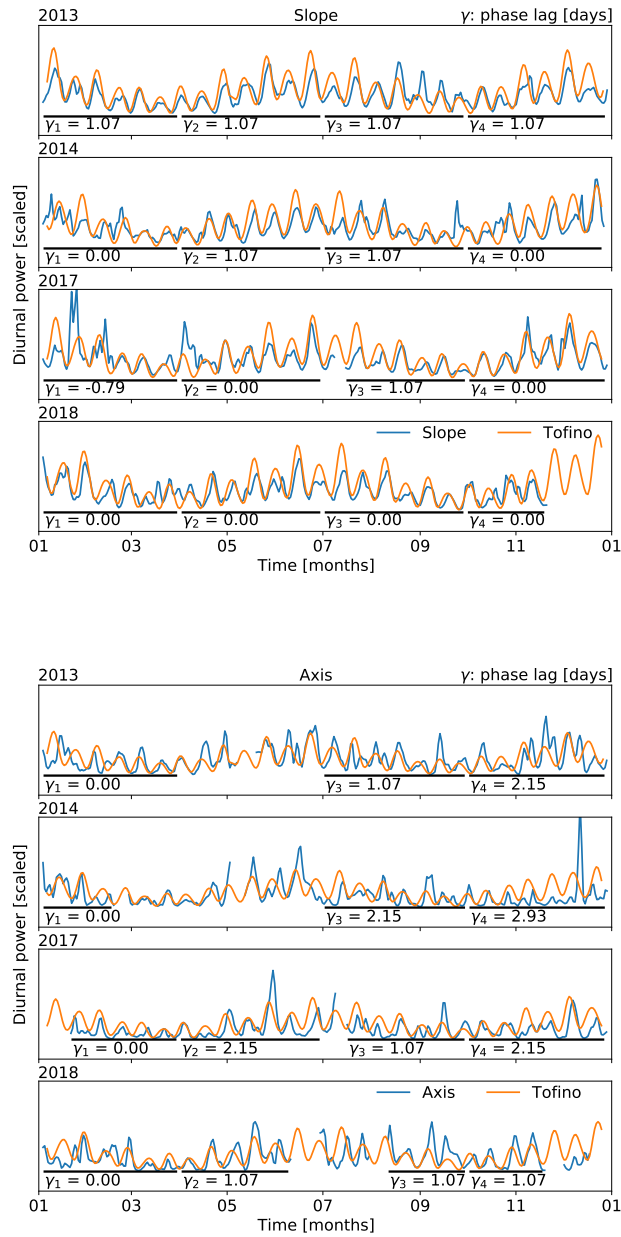 2013 Slope γ: phase lag [days]
γ1 = 1.07 γ2 = 1.07 γ3 = 1.07 γ4 = 1.07
2014
γ1 = 0.00 γ2 = 1.07 γ3 = 1.07 γ4 = 0.00
Diurnal power [scaled]
2017
γ1 = -0.79 γ2 = 0.00 γ3 = 1.07 γ4 = 0.00
2018
Slope Tofino
γ1 = 0.00 γ2 = 0.00 γ3 = 0.00 γ4 = 0.00
01 03 05 07 09 11 01
Time [months]
2013 Axis γ: phase lag [days]
γ1 = 0.00 γ3 = 1.07 γ4 = 2.15
2014
γ1 = 0.00 γ3 = 2.15 γ4 = 2.93
Diurnal power [scaled]
2017
γ1 = 0.00 γ2 = 2.15 γ3 = 1.07 γ4 = 2.15
2018
Axis Tofino
γ1 = 0.00 γ2 = 1.07 γ3 = 1.07 γ4 = 1.07
01 03 05 07 09 11 01
Time [months]